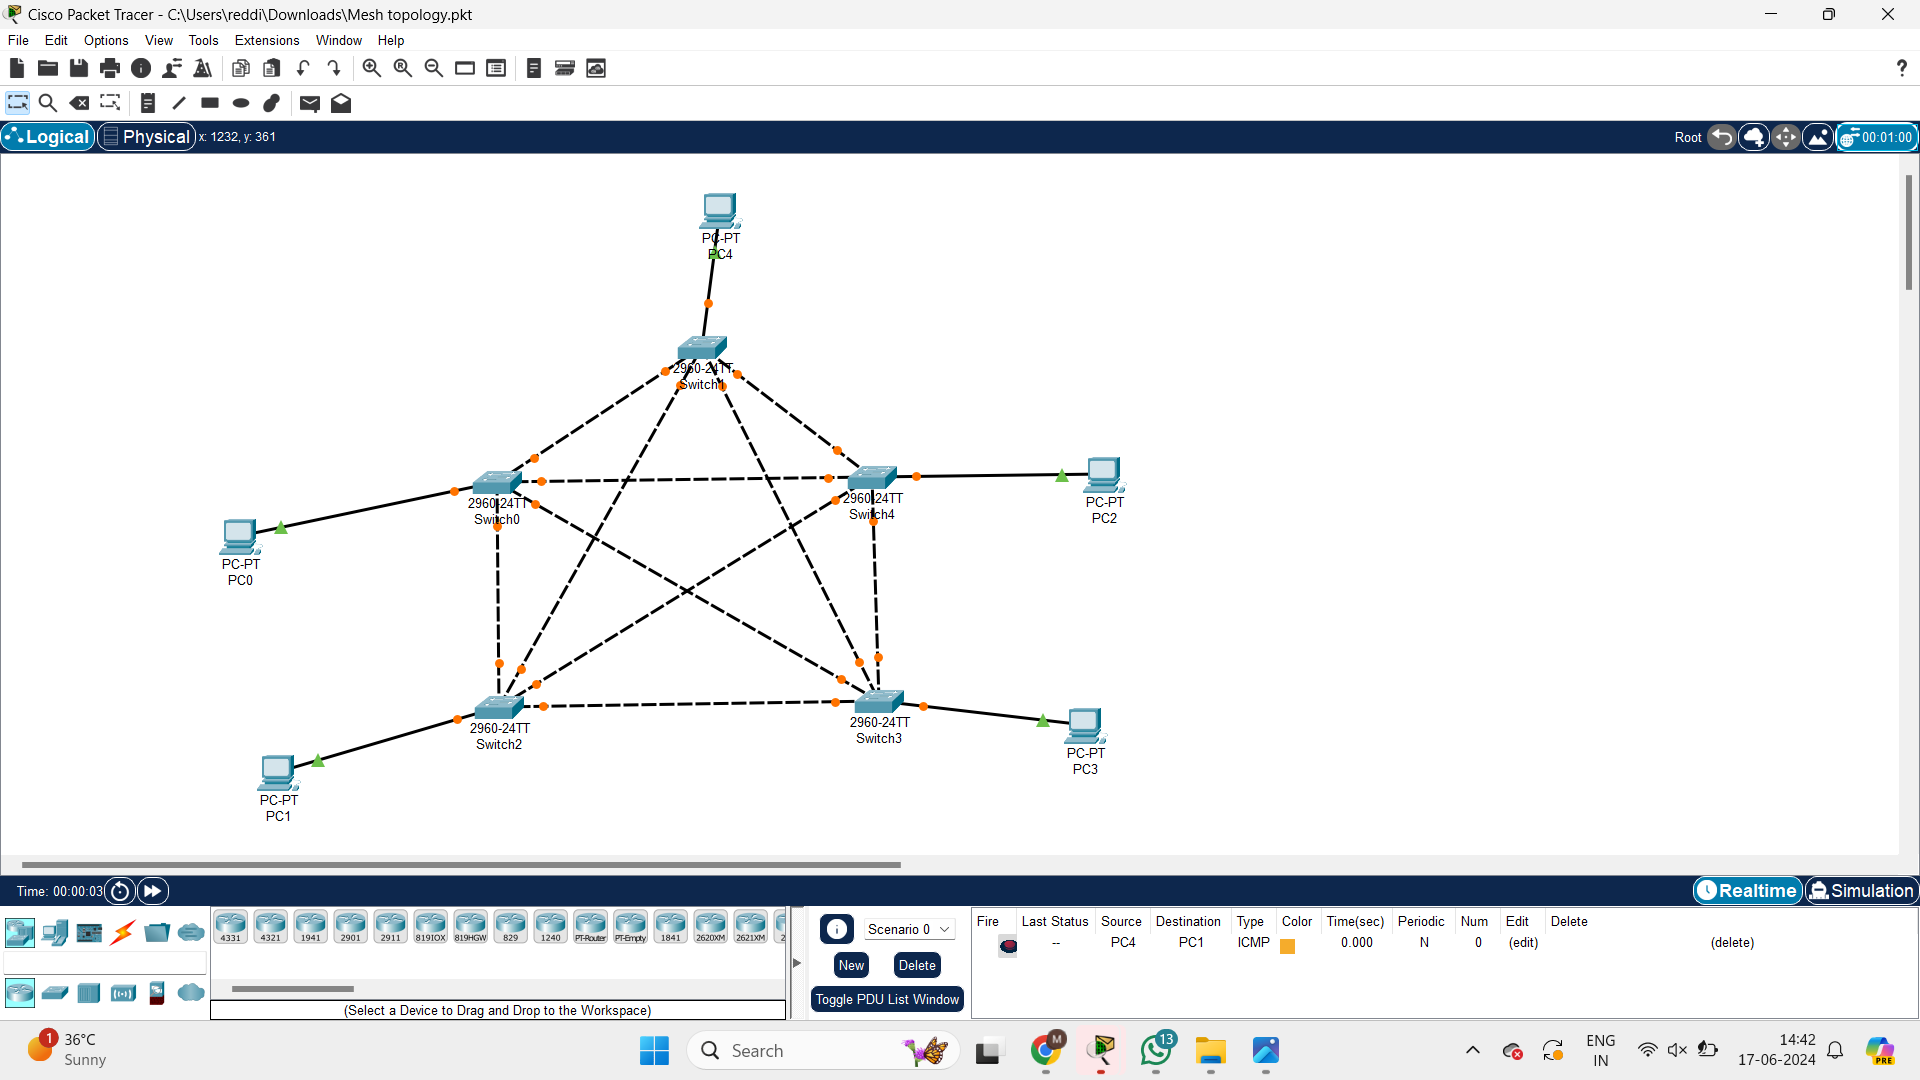 Cisco Packet Tracer - C:\Users\reddi\Downloads\Mesh topology.pkt
File Edit Options View Tools Extensions Window Help
?
Logical Physical x: 1232, y: 361 Root 00:01:00
PC-PT
PC4
2960-24TT
Switch1
2960-24TT
Switch0
2960-24TT
Switch4
PC-PT
PC2
PC-PT
PC0
2960-24TT
Switch2
2960-24TT
Switch3
PC-PT
PC3
PC-PT
PC1
Time: 00:00:03 Realtime Simulation
4331 4321 1941 2901 2911 819IOX 819HGW 829 1240 PT-Router PT-Empty 1841 2620XM 2621XM 2
(Select a Device to Drag and Drop to the Workspace)
Scenario 0
New Delete
Toggle PDU List Window
Fire Last Status Source Destination Type Color Time(sec) Periodic Num Edit Delete
-- PC4 PC1 ICMP 0.000 N 0 (edit) (delete)
1 36°C
Sunny
Search
M
13
ENG
IN
14:42
17-06-2024
PRE